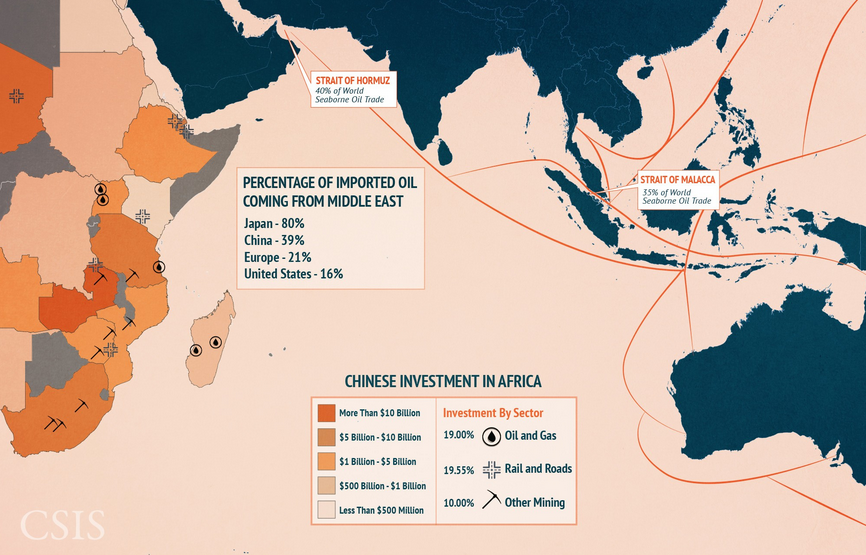 STRAIT OF HORMUZ
40% of World
Seaborne Oil Trade
STRAIT OF MALACCA
35% of World
Seaborne Oil Trade
PERCENTAGE OF IMPORTED OIL
COMING FROM MIDDLE EAST
Japan - 80%
China - 39%
Europe - 21%
United States - 16%
CHINESE INVESTMENT IN AFRICA
More Than $10 Billion
$5 Billion - $10 Billion
$1 Billion - $5 Billion
$500 Billion - $1 Billion
Less Than $500 Million
Investment By Sector
19.00% Oil and Gas
19.55% Rail and Roads
10.00% Other Mining
CSIS